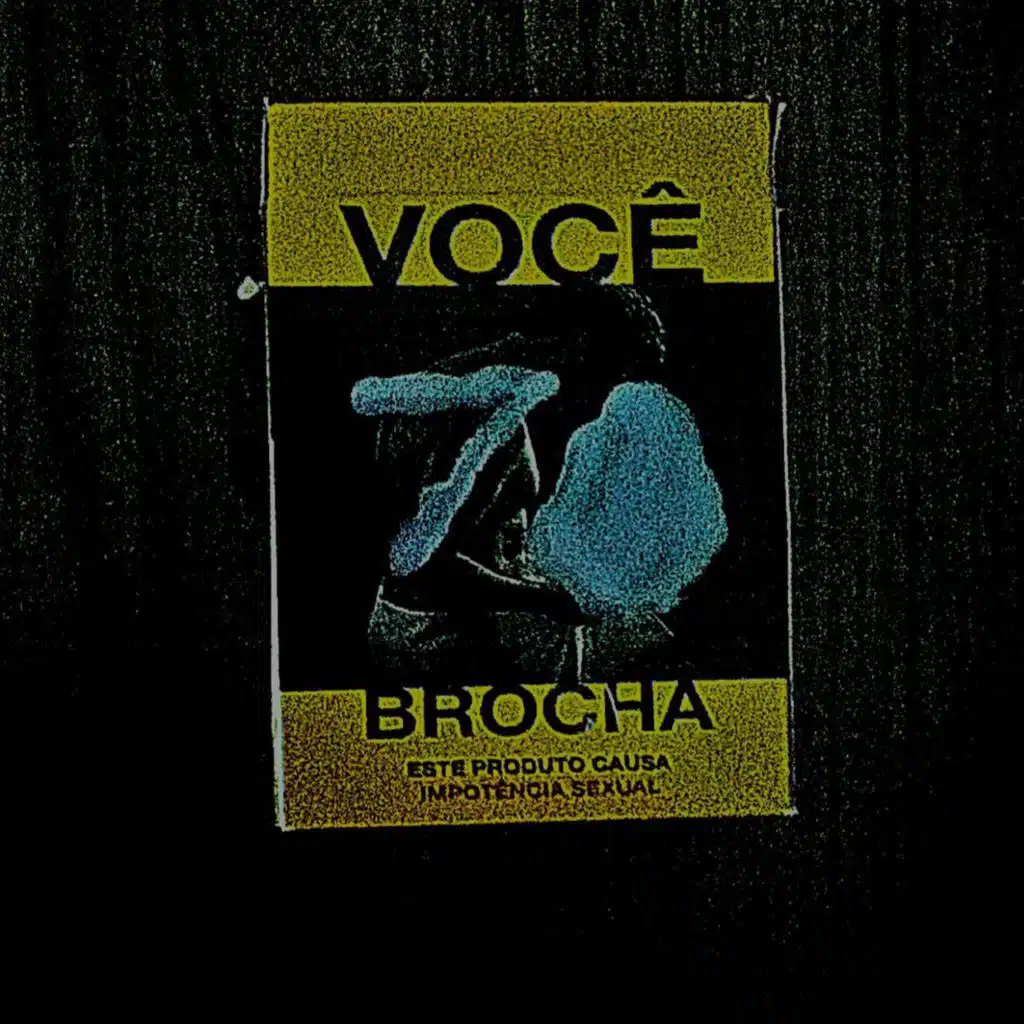 VOCÊ
BROCHA
ESTE PRODUTO CAUSA
IMPOTÊNCIA SEXUAL